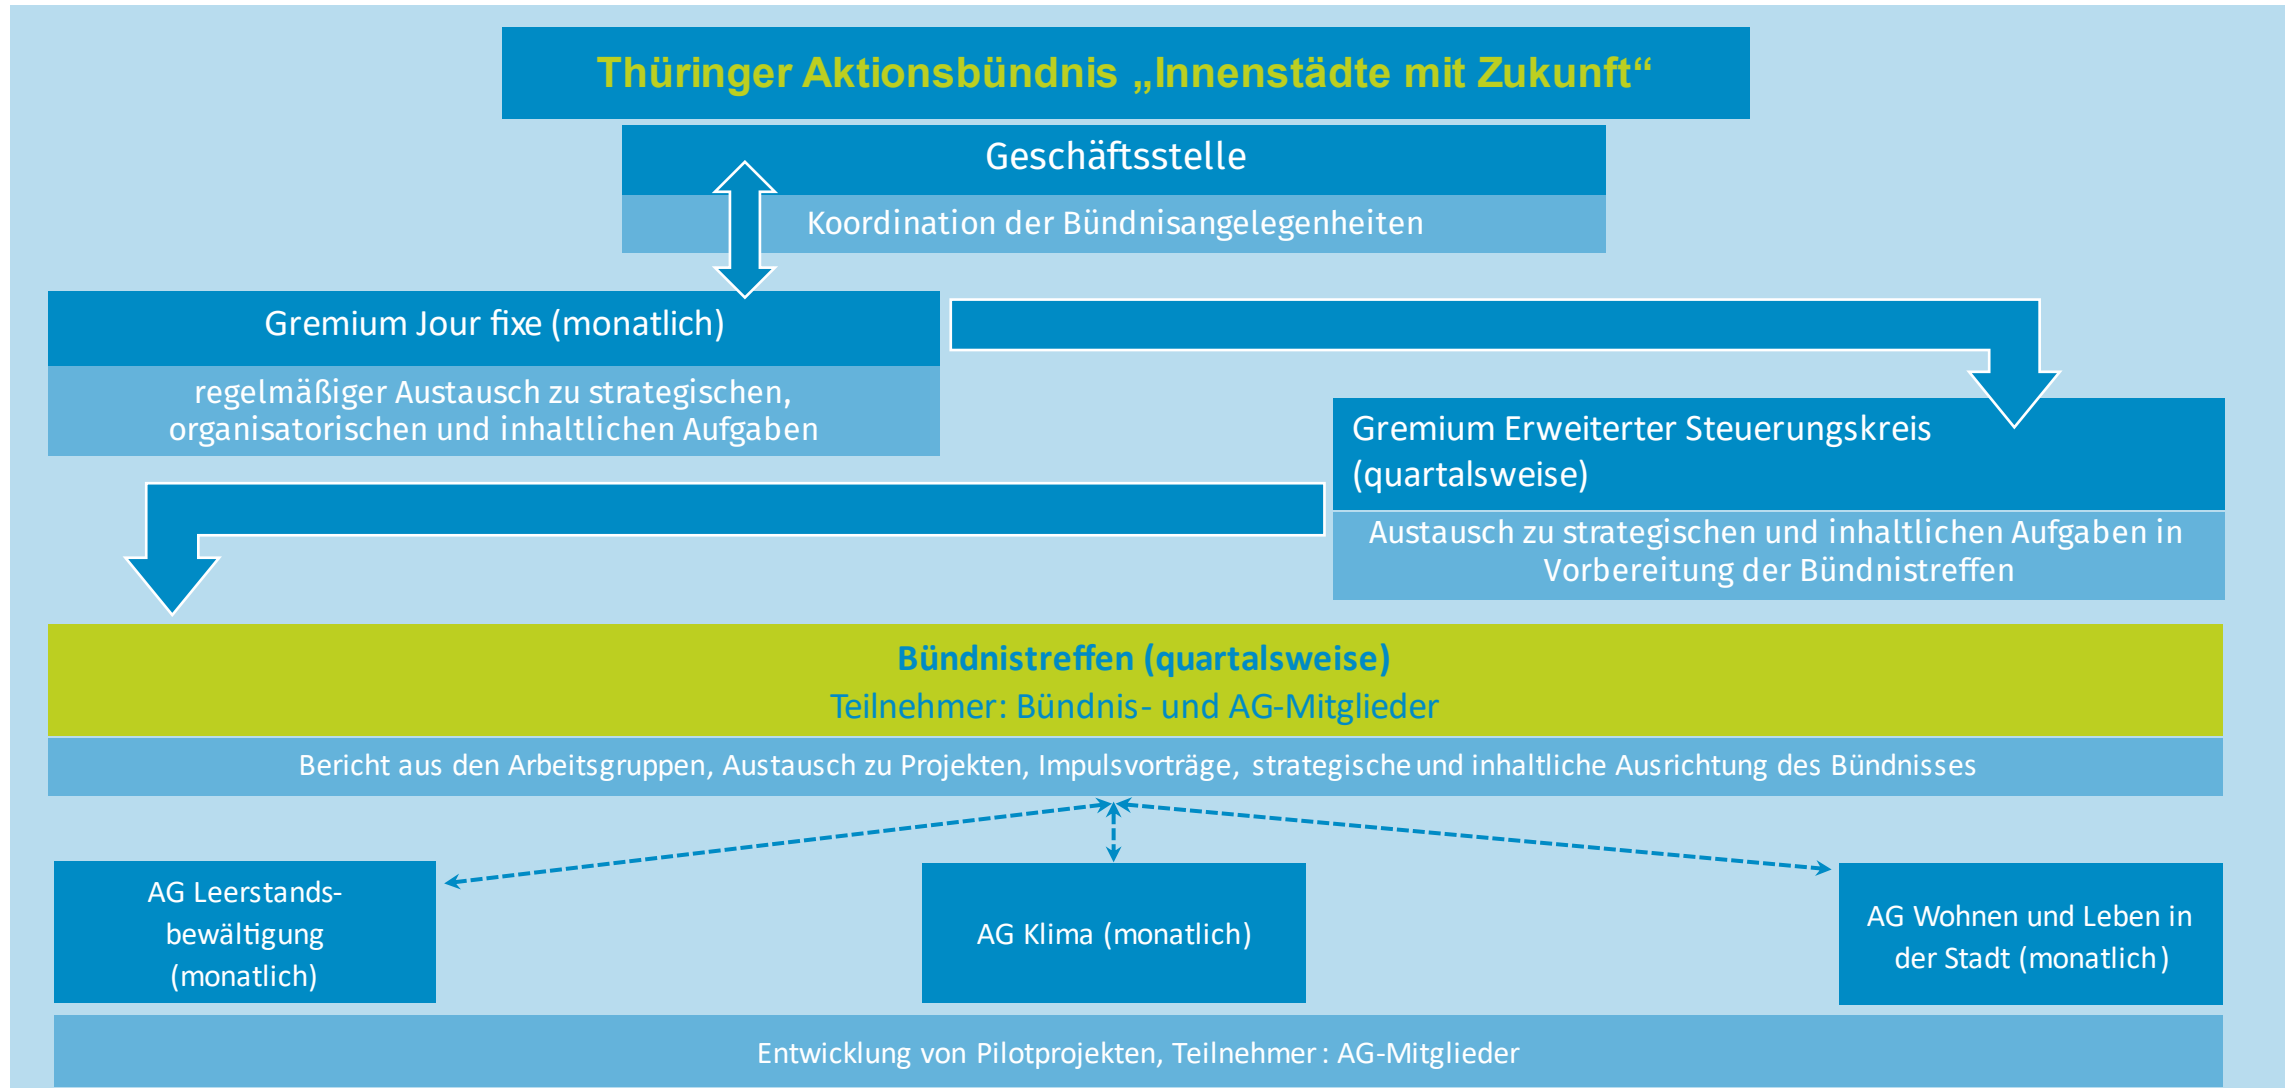 Thüringer Aktionsbündnis „Innenstädte mit Zukunft“
Geschäftsstelle
Koordination der Bündnisangelegenheiten
Gremium Jour fixe (monatlich)
regelmäßiger Austausch zu strategischen,
organisatorischen und inhaltlichen Aufgaben
Gremium Erweiterter Steuerungskreis
(quartalsweise)
Austausch zu strategischen und inhaltlichen Aufgaben in
Vorbereitung der Bündnistreffen
Bündnistreffen (quartalsweise)
Teilnehmer: Bündnis- und AG-Mitglieder
Bericht aus den Arbeitsgruppen, Austausch zu Projekten, Impulsvorträge, strategische und inhaltliche Ausrichtung des Bündnisses
AG Leerstands-
bewältigung
(monatlich)
AG Klima (monatlich)
AG Wohnen und Leben in
der Stadt (monatlich)
Entwicklung von Pilotprojekten, Teilnehmer: AG-Mitglieder